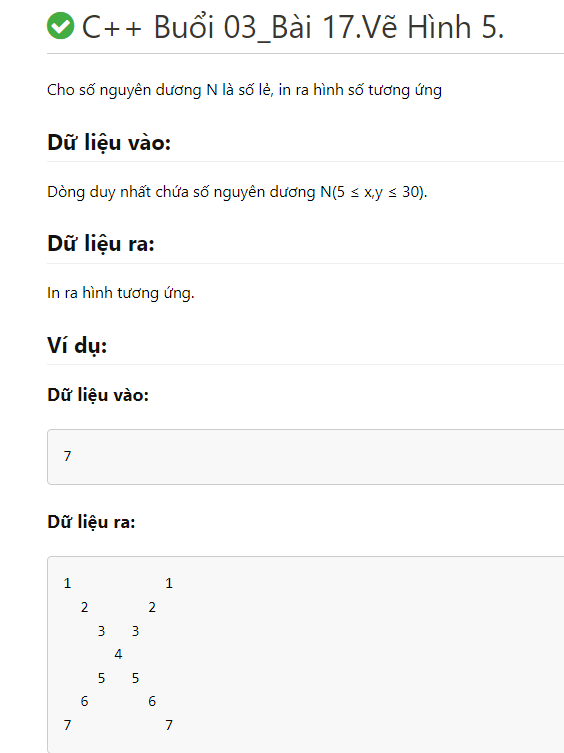 C++ Buổi 03_Bài 17.Vẽ Hình 5.
Cho số nguyên dương N là số lẻ, in ra hình số tương ứng
Dữ liệu vào:
Dòng duy nhất chứa số nguyên dương N(5 ≤ x,y ≤ 30).
Dữ liệu ra:
In ra hình tương ứng.
Ví dụ:
Dữ liệu vào:
7
Dữ liệu ra:
1           1
  2       2
    3   3
      4
    5   5
  6       6
7           7